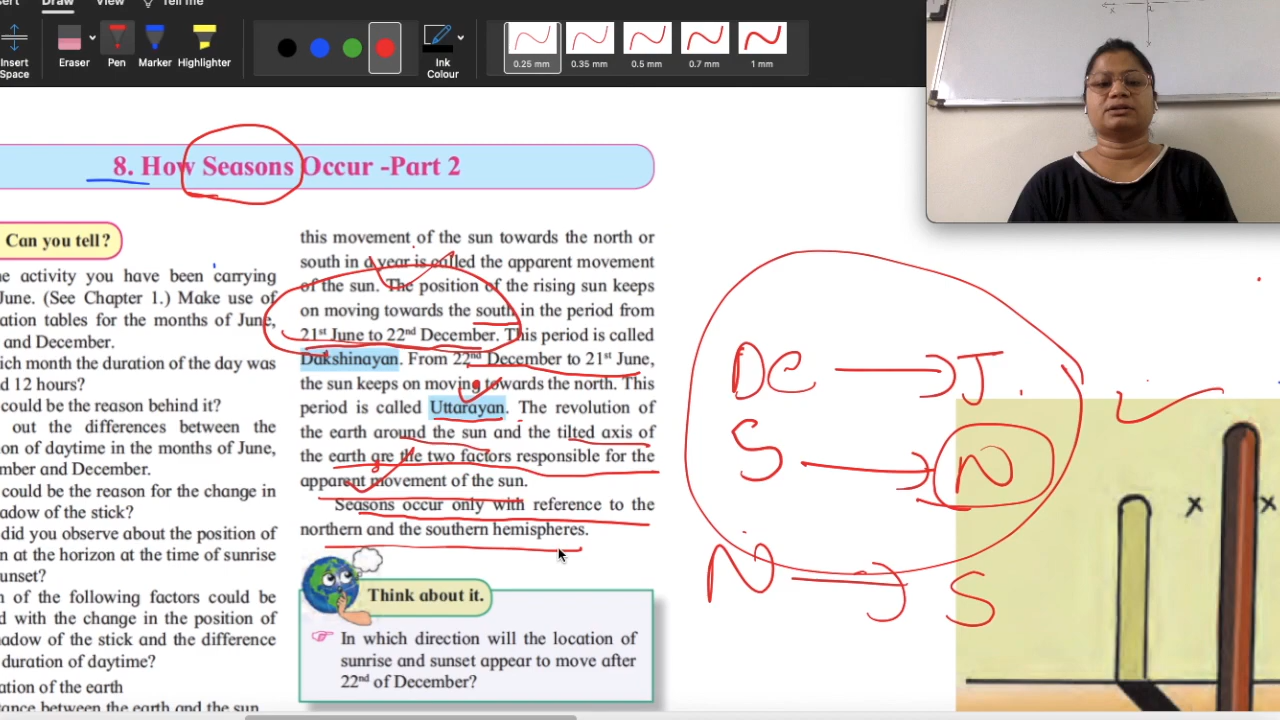 Draw
View
Tell me
Insert
Space
Eraser
Pen
Marker
Highlighter
Ink
Colour
0.25 mm
0.35 mm
0.5 mm
0.7 mm
1 mm
8. How Seasons Occur -Part 2
Can you tell?
activity you have been carrying
June. (See Chapter 1.) Make use of
tables for the months of June,
and December.
month the duration of the day was
12 hours?
could be the reason behind it?
out the differences between the
of daytime in the months of June,
and December.
could be the reason for the change in
of the stick?
did you observe about the position of
at the horizon at the time of sunrise
of the following factors could be
with the change in the position of
of the stick and the difference
duration of daytime?
of the earth
between the earth and the sun
this movement of the sun towards the north or
south in a year is called the apparent movement
of the sun. The position of the rising sun keeps
on moving towards the south in the period from
21st June to 22nd December. This period is called
Dakshinayan. From 22nd December to 21st June,
the sun keeps on moving towards the north. This
period is called Uttarayan. The revolution of
the earth around the sun and the tilted axis of
the earth are the two factors responsible for the
apparent movement of the sun.
Seasons occur only with reference to the
northern and the southern hemispheres.
Think about it.
☞ In which direction will the location of
sunrise and sunset appear to move after
22nd of December?
De → J
S → N
N → S
x x